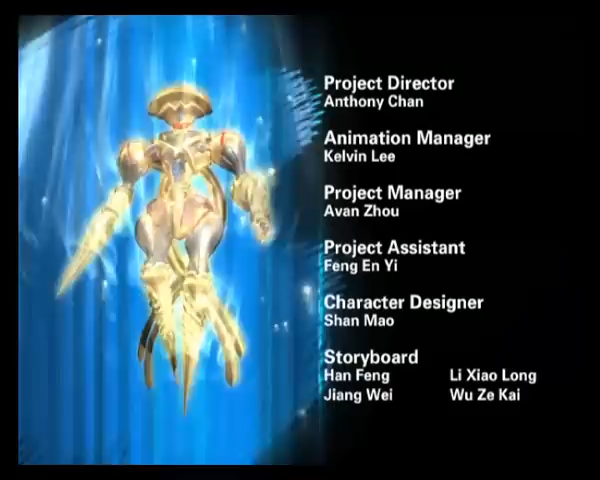 Project Director
Anthony Chan
Animation Manager
Kelvin Lee
Project Manager
Avan Zhou
Project Assistant
Feng En Yi
Character Designer
Shan Mao
Storyboard
Han Feng Li Xiao Long
Jiang Wei Wu Ze Kai